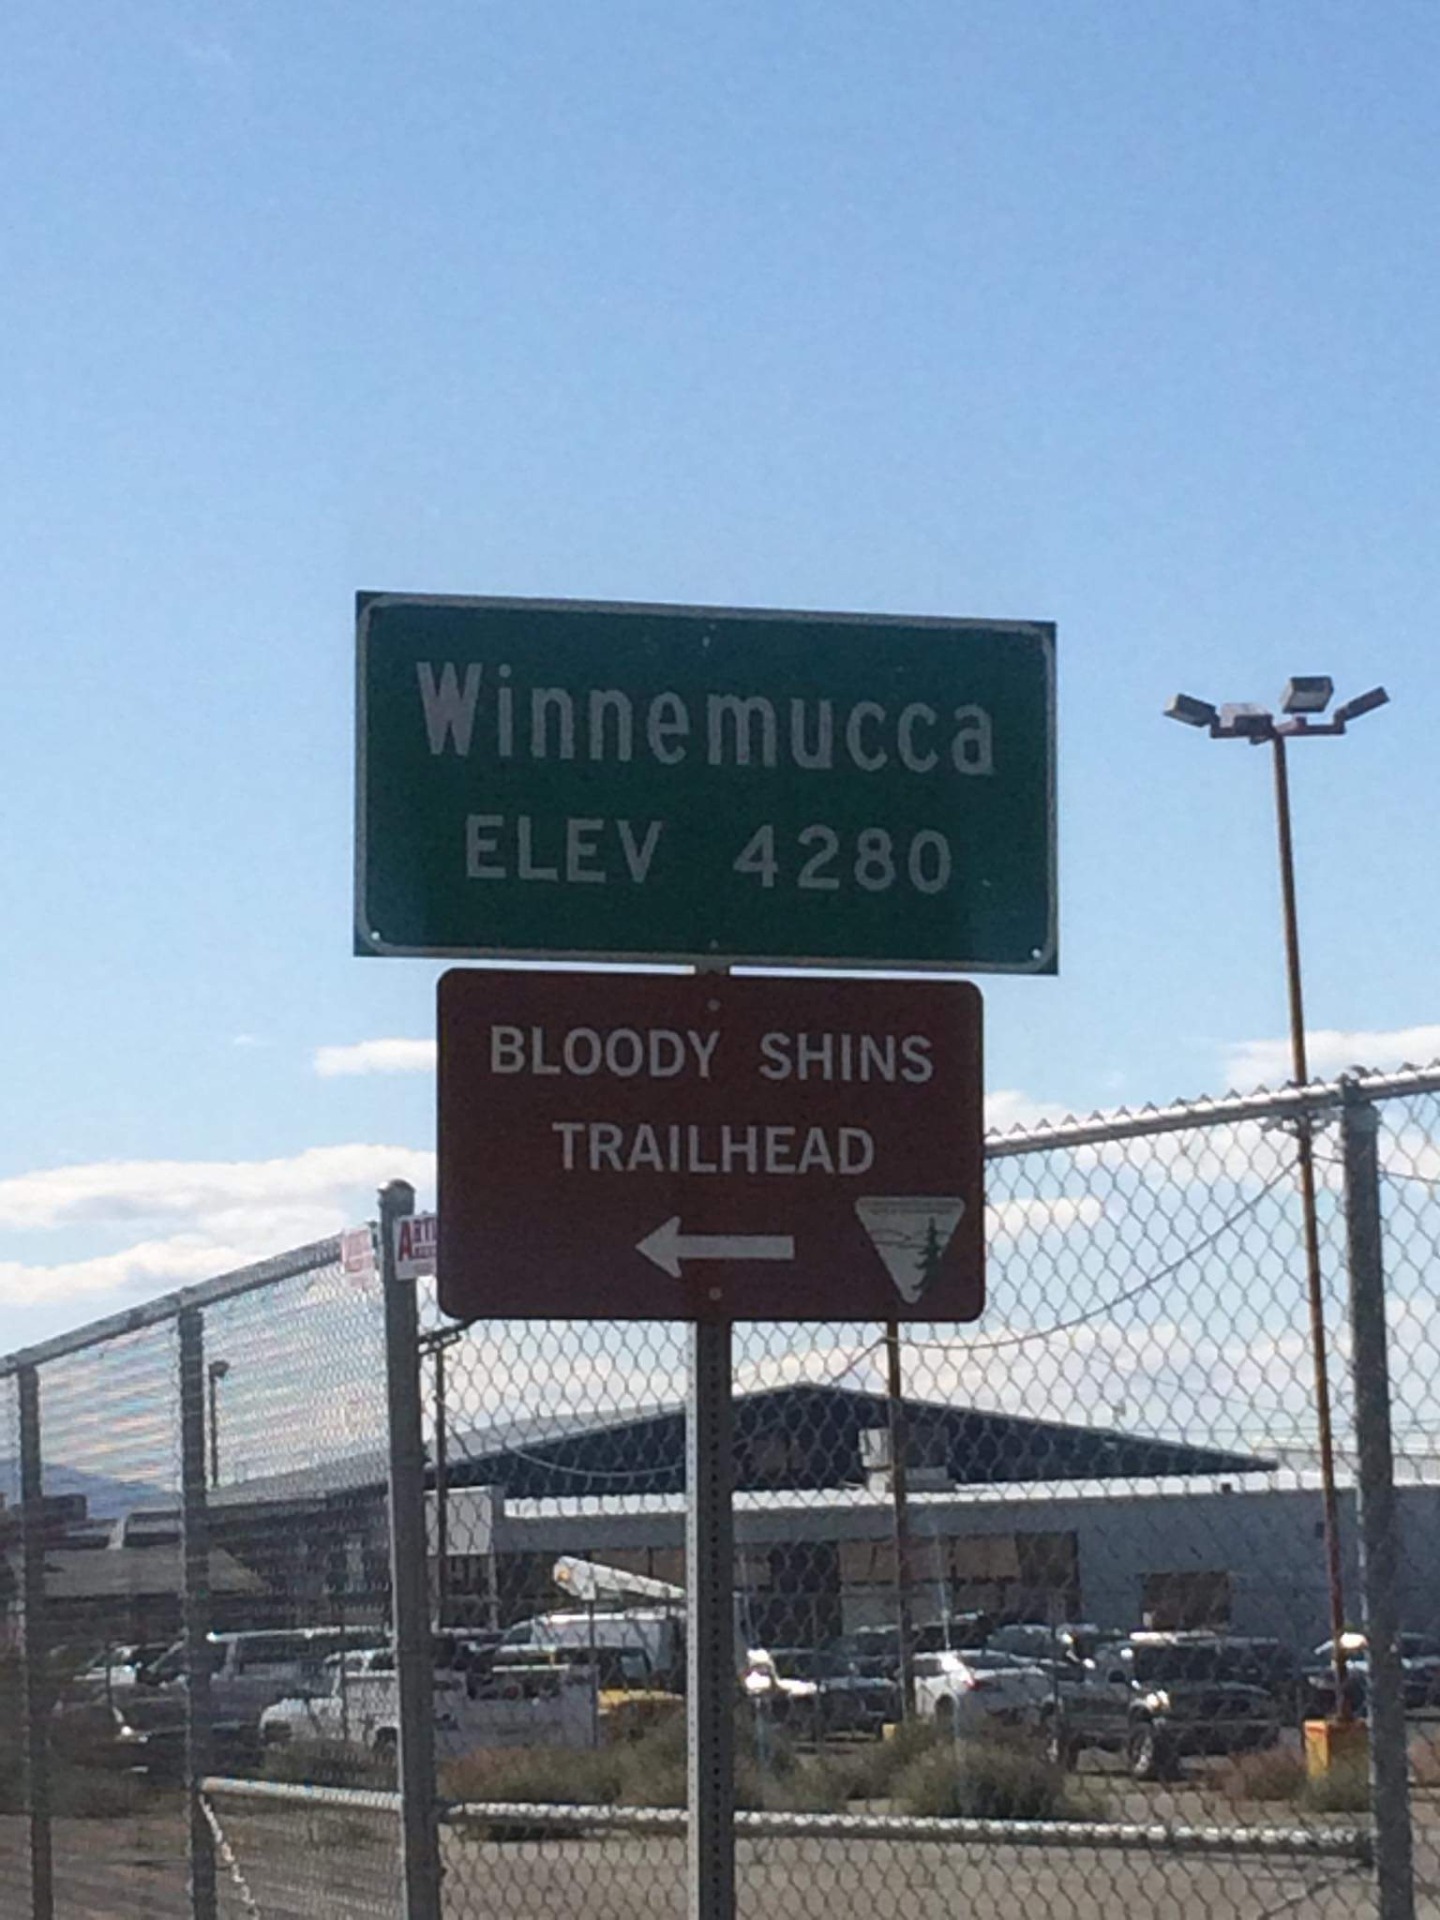 Winnemucca
ELEV 4280
BLOODY SHINS
TRAILHEAD